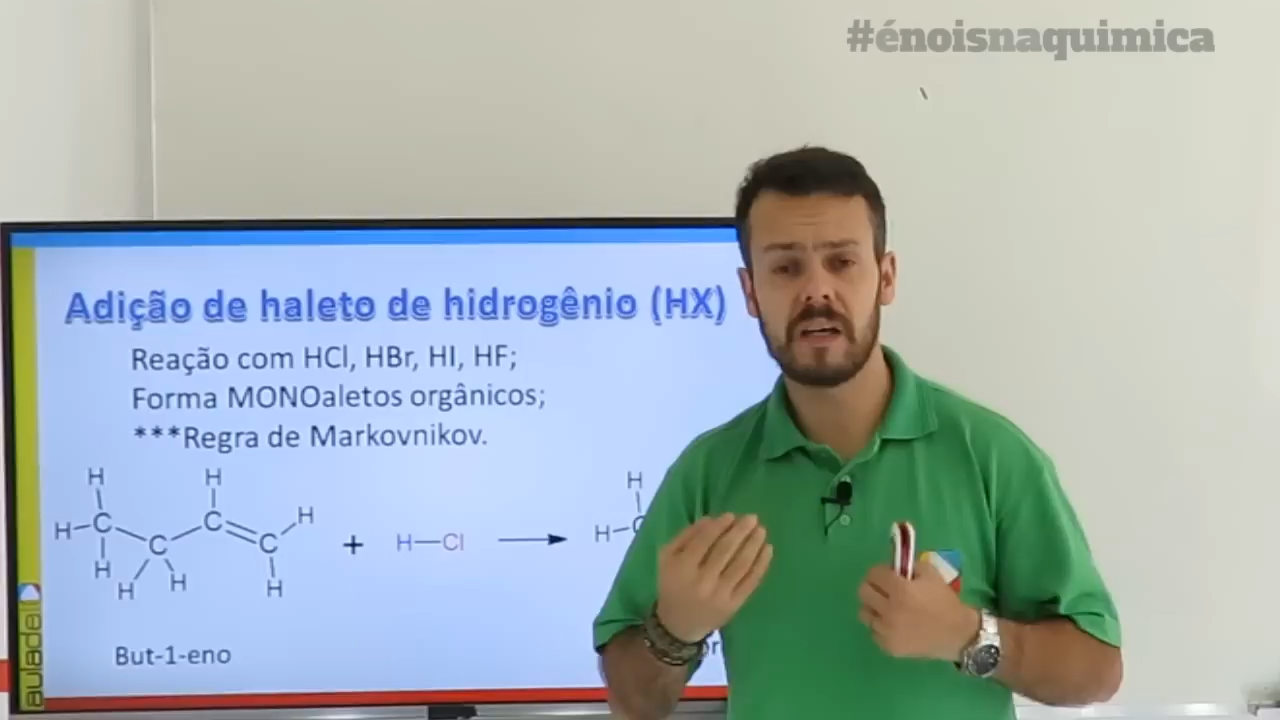 #énoisnaquimica
Adição de haleto de hidrogênio (HX)
Reação com HCl, HBr, HI, HF;
Forma MONOaletos orgânicos;
***Regra de Markovnikov.
H H H
H-C C H + H—Cl H-C
H C C
H H H
But-1-eno
aulade